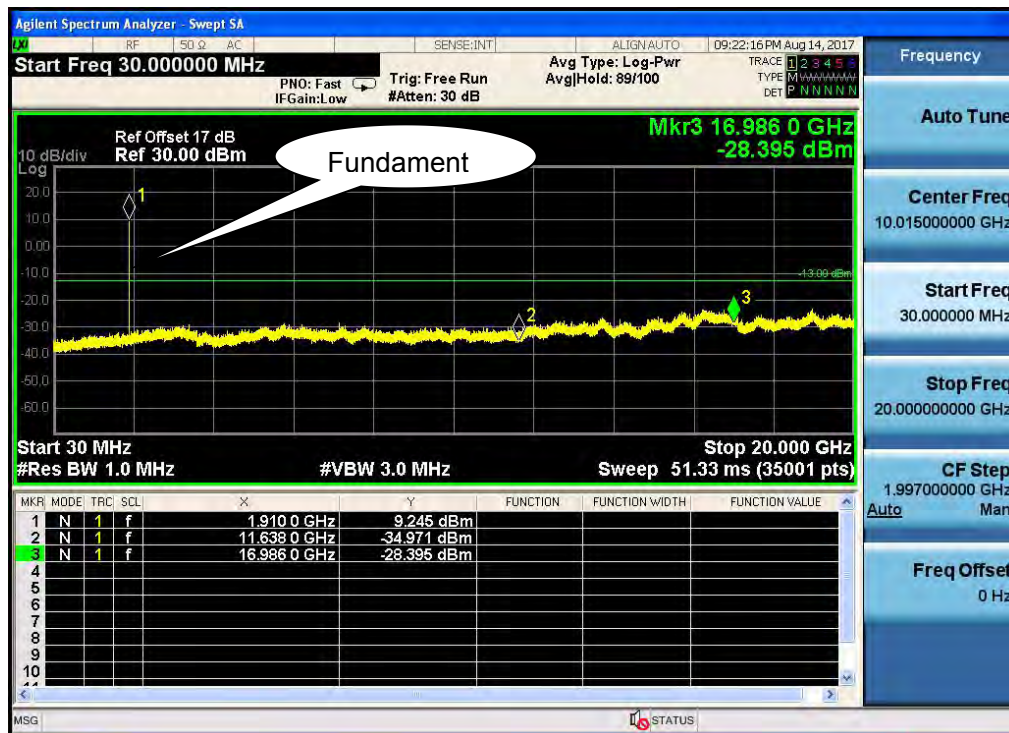 Agilent Spectrum Analyzer - Swept SA
LXI RF 50 Ω AC SENSE:INT ALIGNAUTO 09:22:16 PM Aug 14, 2017
Start Freq 30.000000 MHz
PNO: Fast
IFGain:Low
Trig: Free Run
#Atten: 30 dB
Avg Type: Log-Pwr
Avg|Hold: 89/100
TRACE 1 2 3 4 5 6
TYPE M
DET P N N N N N
Frequency
Auto Tune
Mkr3 16.986 0 GHz
-28.395 dBm
Ref Offset 17 dB
10 dB/div Ref 30.00 dBm
Log
Fundament
20.0
10.0
0.00
-10.0
-20.0
-30.0
-40.0
-50.0
-60.0
1
2
3
-13.00 dBm
Center Freq
10.015000000 GHz
Start Freq
30.000000 MHz
Stop Freq
20.000000000 GHz
Start 30 MHz Stop 20.000 GHz
#Res BW 1.0 MHz #VBW 3.0 MHz Sweep 51.33 ms (35001 pts)
CF Step
1.997000000 GHz
Auto Man
Freq Offset
0 Hz
MKR MODE TRC SCL X Y FUNCTION FUNCTION WIDTH FUNCTION VALUE
1 N 1 f 1.910 0 GHz 9.245 dBm
2 N 1 f 11.638 0 GHz -34.971 dBm
3 N 1 f 16.986 0 GHz -28.395 dBm
4
5
6
7
8
9
10
MSG STATUS